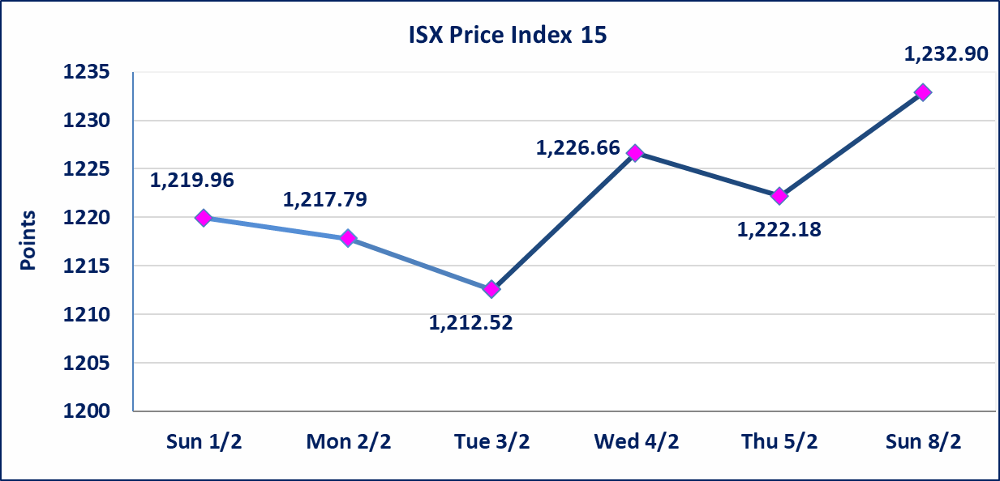 ISX Price Index 15
Points
1235
1230
1225
1220
1215
1210
1205
1200
1,219.96
1,217.79
1,212.52
1,226.66
1,222.18
1,232.90
Sun 1/2
Mon 2/2
Tue 3/2
Wed 4/2
Thu 5/2
Sun 8/2